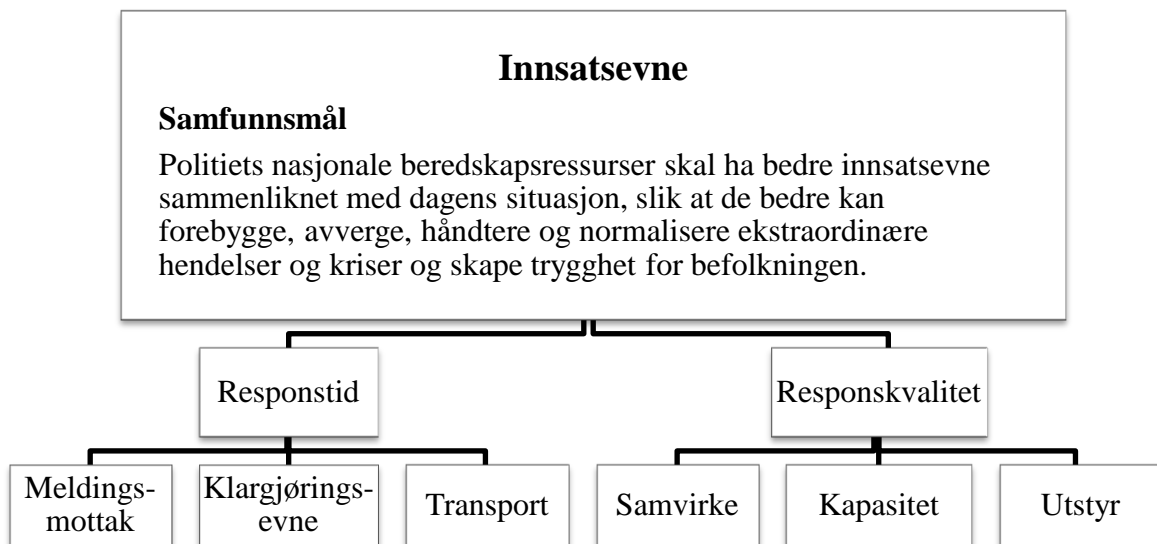 Innsatsevne
Samfunnsmål
Politiets nasjonale beredskapsressurser skal ha bedre innsatsevne
sammenliknet med dagens situasjon, slik at de bedre kan
forebygge, avverge, håndtere og normalisere ekstraordinære
hendelser og kriser og skape trygghet for befolkningen.
Responstid
Responskvalitet
Meldings-
mottak
Klargjørings-
evne
Transport
Samvirke
Kapasitet
Utstyr